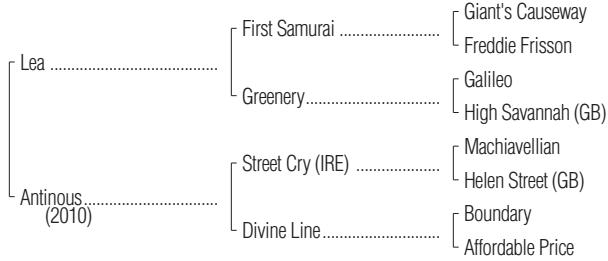 Giant's Causeway
First Samurai ......................
Freddie Frisson
Lea .....................................
Galileo
Greenery..............................
High Savannah (GB)
Machiavellian
Street Cry (IRE) ..................
Helen Street (GB)
Antinous..............................
(2010)
Boundary
Divine Line..........................
Affordable Price